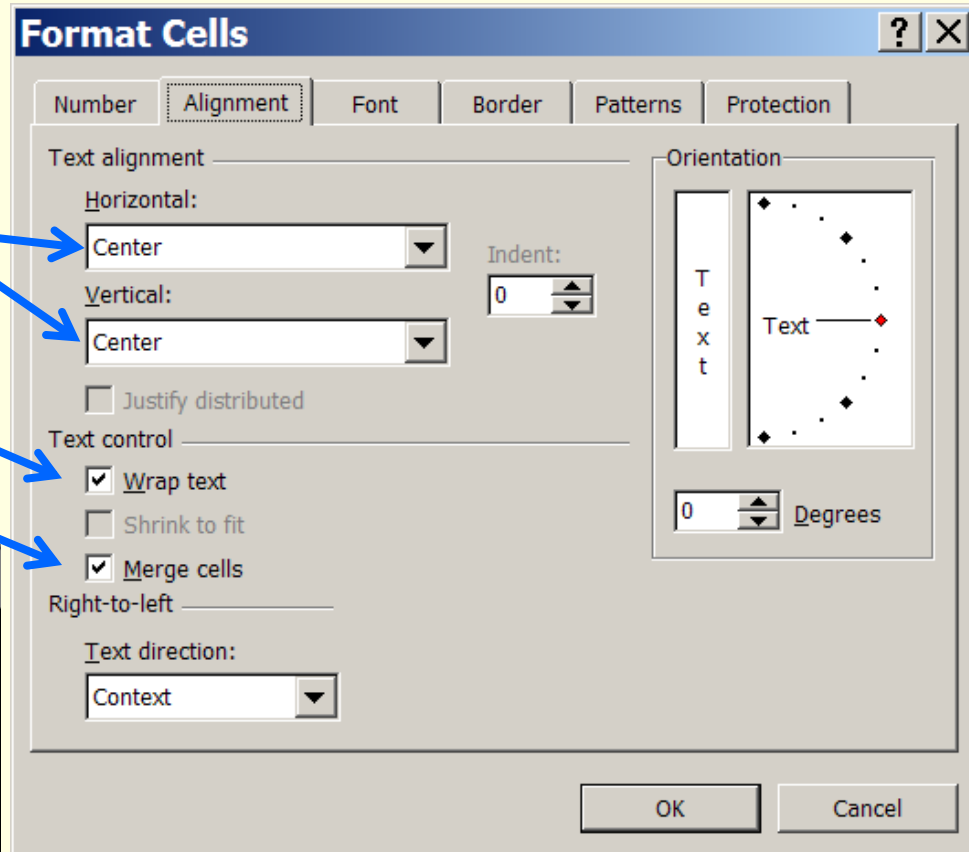 Format Cells
Number Alignment Font Border Patterns Protection
Text alignment
Horizontal:
Center
Indent:
0
Vertical:
Center
Justify distributed
Text control
Wrap text
Shrink to fit
Merge cells
Right-to-left
Text direction:
Context
Orientation
T
e
x
t
Text
0 Degrees
OK Cancel